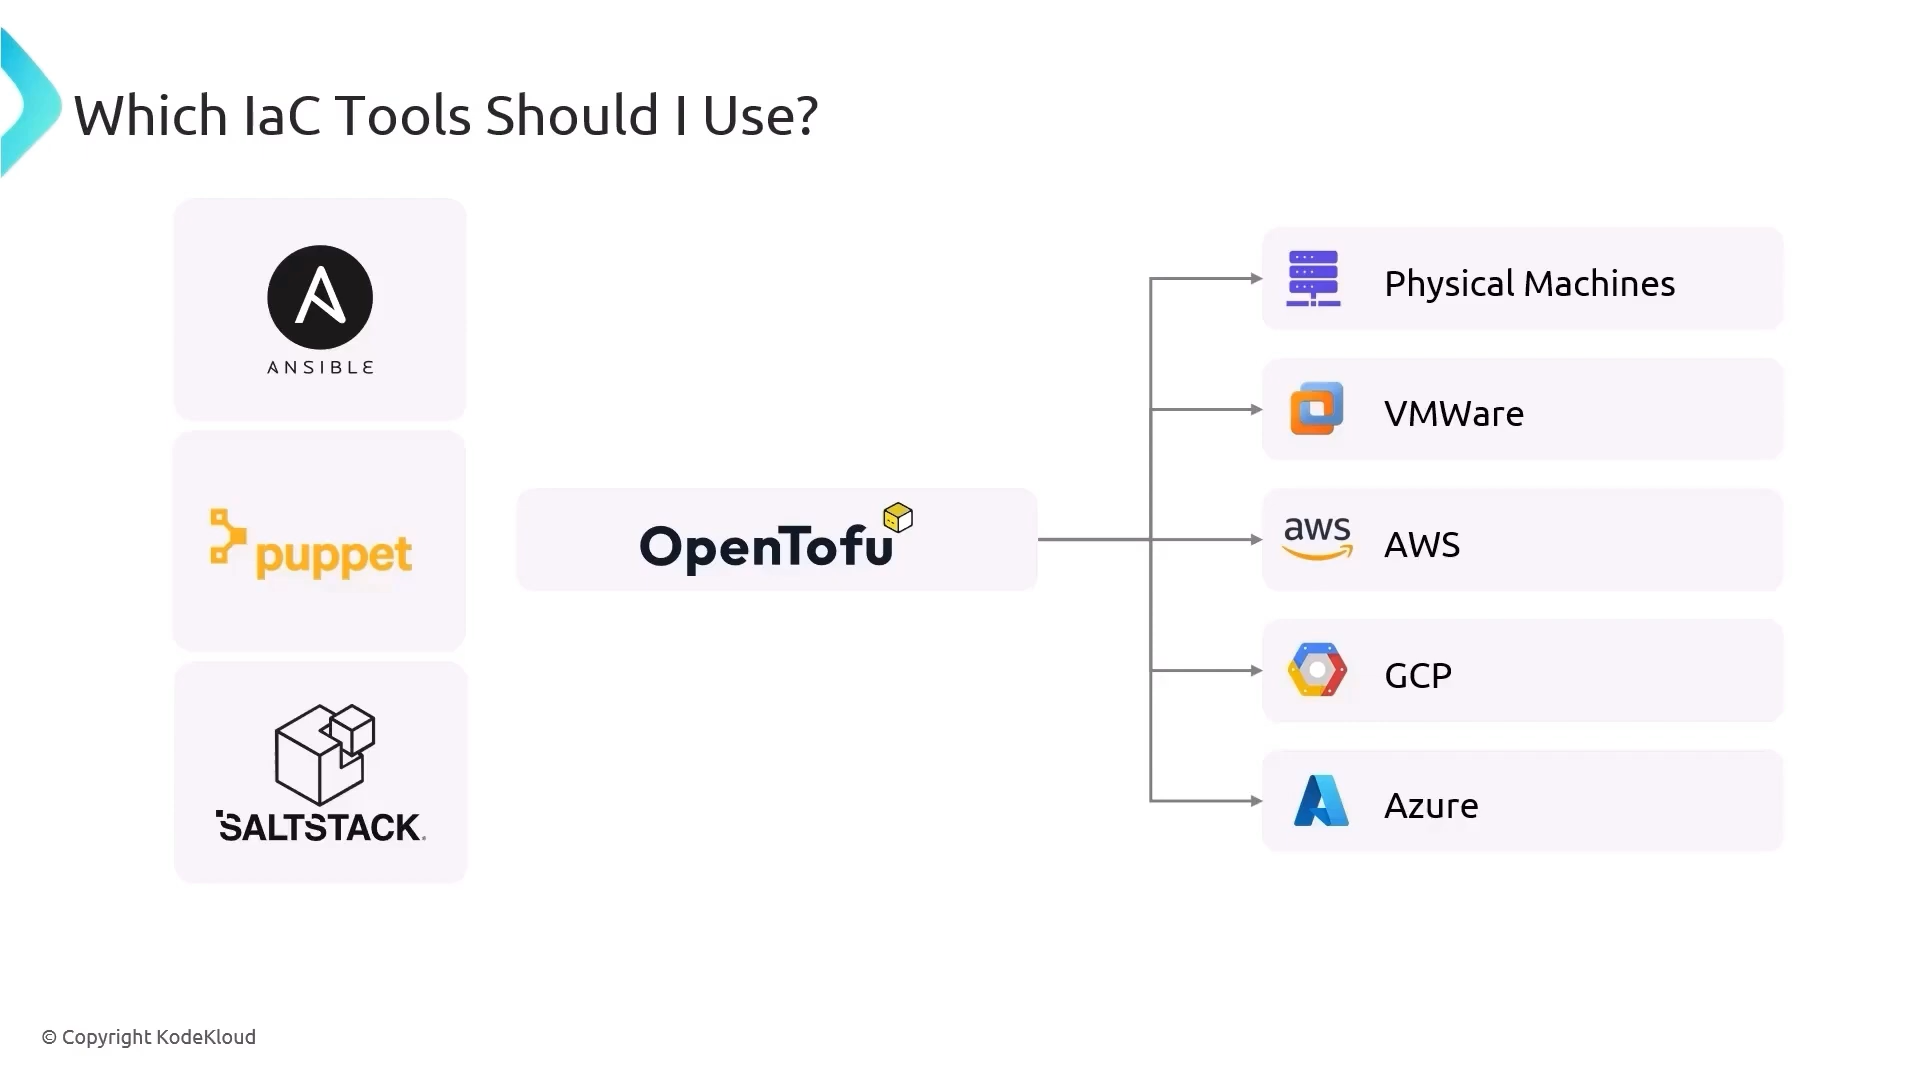 Which IaC Tools Should I Use?
ANSIBLE
puppet
SALTSTACK
OpenTofu
Physical Machines
VMWare
aws
AWS
GCP
Azure
© Copyright KodeKloud